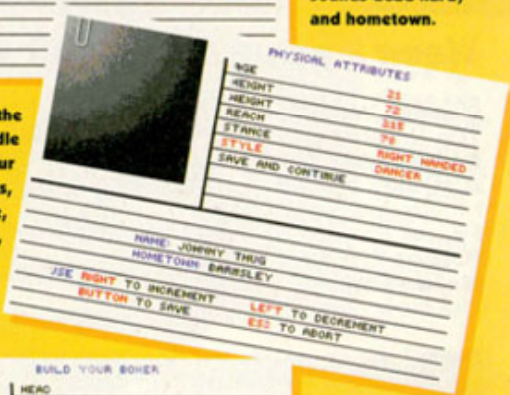 and hometown.
PHYSICAL ATTRIBUTES
AGE 21
HEIGHT 72
WEIGHT 215
REACH 76
STANCE RIGHT HANDED
STYLE DANCER
SAVE AND CONTINUE
the
NAME: JOHNNY THUG
HOMETOWN: BARNSLEY
USE RIGHT TO INCREMENT LEFT TO DECREMENT
BUTTON TO SAVE ESC TO ABORT
BUILD YOUR BOXER
HEAD